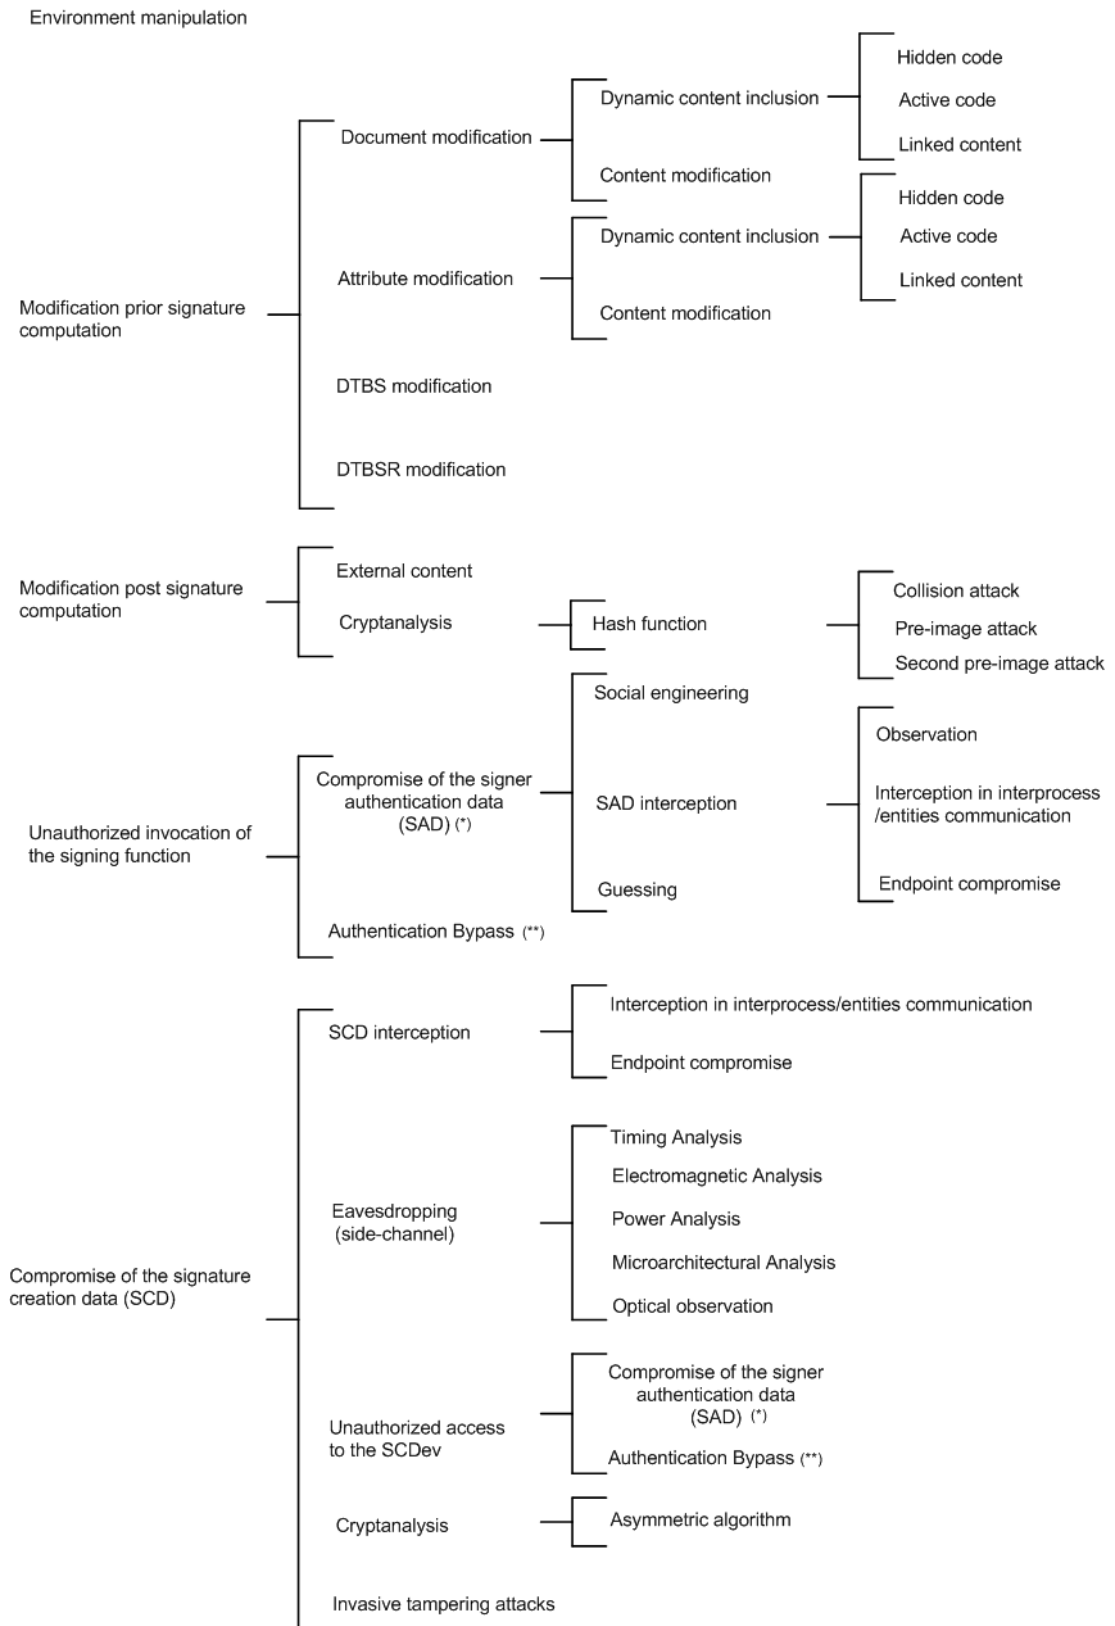 Environment manipulation
Modification prior signature
computation
Document modification
Dynamic content inclusion
Hidden code
Active code
Linked content
Content modification
Attribute modification
Dynamic content inclusion
Hidden code
Active code
Linked content
Content modification
DTBS modification
DTBSR modification
Modification post signature
computation
External content
Cryptanalysis
Hash function
Collision attack
Pre-image attack
Second pre-image attack
Unauthorized invocation of
the signing function
Compromise of the signer
authentication data
(SAD) (*)
Social engineering
SAD interception
Observation
Interception in interprocess
/entities communication
Endpoint compromise
Guessing
Authentication Bypass (**)
Compromise of the signature
creation data (SCD)
SCD interception
Interception in interprocess/entities communication
Endpoint compromise
Eavesdropping
(side-channel)
Timing Analysis
Electromagnetic Analysis
Power Analysis
Microarchitectural Analysis
Optical observation
Unauthorized access
to the SCDev
Compromise of the signer
authentication data
(SAD) (*)
Authentication Bypass (**)
Cryptanalysis
Asymmetric algorithm
Invasive tampering attacks